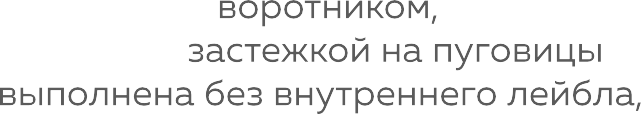 воротником,
застежкой на пуговицы
выполнена без внутреннего лейбла,